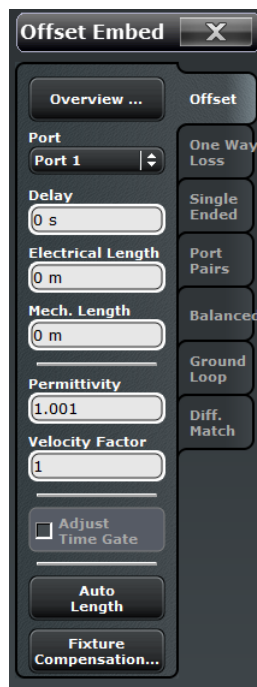 Offset Embed X
Overview ...
Port
Port 1
Delay
0 s
Electrical Length
0 m
Mech. Length
0 m
Permittivity
1.001
Velocity Factor
1
Adjust
Time Gate
Auto
Length
Fixture
Compensation...
Offset
One Way
Loss
Single
Ended
Port
Pairs
Balanced
Ground
Loop
Diff.
Match